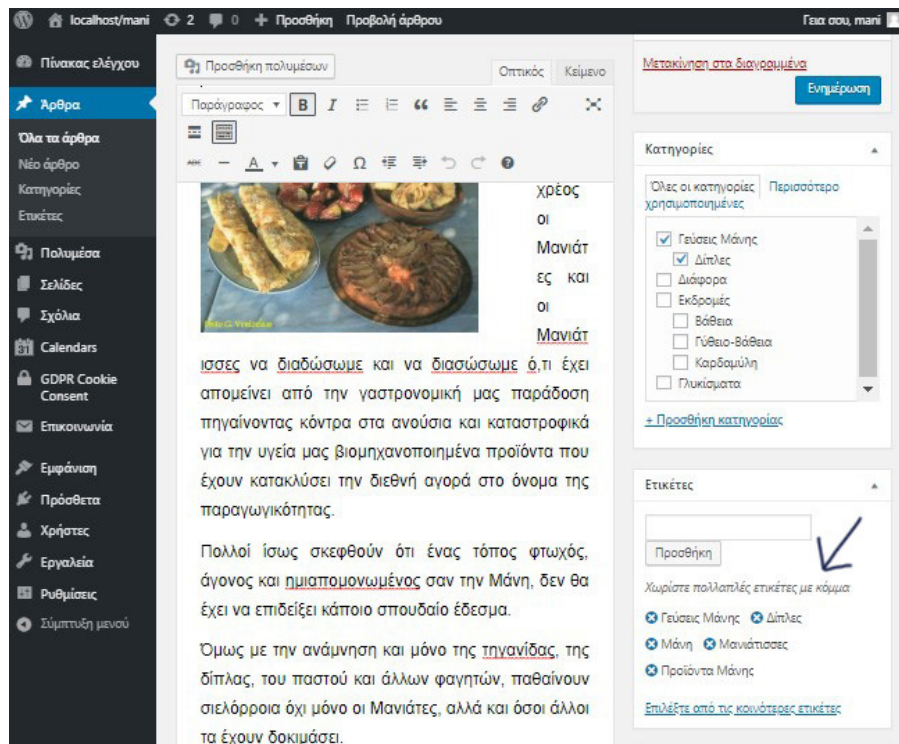 localhost/mani 2 0 Προσθήκη Προβολή άρθρου Γεια σου, mani
Πίνακας ελέγχου
Άρθρα
Όλα τα άρθρα
Νέο άρθρο
Κατηγορίες
Ετικέτες
Πολυμέσα
Σελίδες
Σχόλια
Calendars
GDPR Cookie
Consent
Επικοινωνία
Εμφάνιση
Πρόσθετα
Χρήστες
Εργαλεία
Ρυθμίσεις
Σύμπτυξη μενού
Προσθήκη πολυμέσων
Οπτικός Κείμενο
Παράγραφος B I
ABC A Ω
χρέος
οι
Μανιάτ
ες και
οι
Μανιάτ
ισσες να διαδώσωμε και να διασώσωμε ό,τι έχει
απομείνει από την γαστρονομική μας παράδοση
πηγαίνοντας κόντρα στα ανούσια και καταστροφικά
για την υγεία μας βιομηχανοποιημένα προϊόντα που
έχουν κατακλύσει την διεθνή αγορά στο όνομα της
παραγωγικότητας.
Πολλοί ίσως σκεφθούν ότι ένας τόπος φτωχός,
άγονος και ημιαπομονωμένος σαν την Μάνη, δεν θα
έχει να επιδείξει κάποιο σπουδαίο έδεσμα.
Όμως με την ανάμνηση και μόνο της τηγανίδας, της
δίπλας, του παστού και άλλων φαγητών, παθαίνουν
σιελόρροια όχι μόνο οι Μανιάτες, αλλά και όσοι άλλοι
τα έχουν δοκιμάσει.
Μετακίνηση στα διαγραμμένα
Ενημέρωση
Κατηγορίες
Όλες οι κατηγορίες Περισσότερο
χρησιμοποιημένες
Γεύσεις Μάνης
Δίπλες
Διάφορα
Εκδρομές
Βάθεια
Γύθειο-Βάθεια
Καρδαμύλη
Γλυκίσματα
+ Προσθήκη κατηγορίας
Ετικέτες
Προσθήκη
Χωρίστε πολλαπλές ετικέτες με κόμμα
Γεύσεις Μάνης Δίπλες
Μάνη Μανιάτισσες
Προϊόντα Μάνης
Επιλέξτε από τις κοινότερες ετικέτες